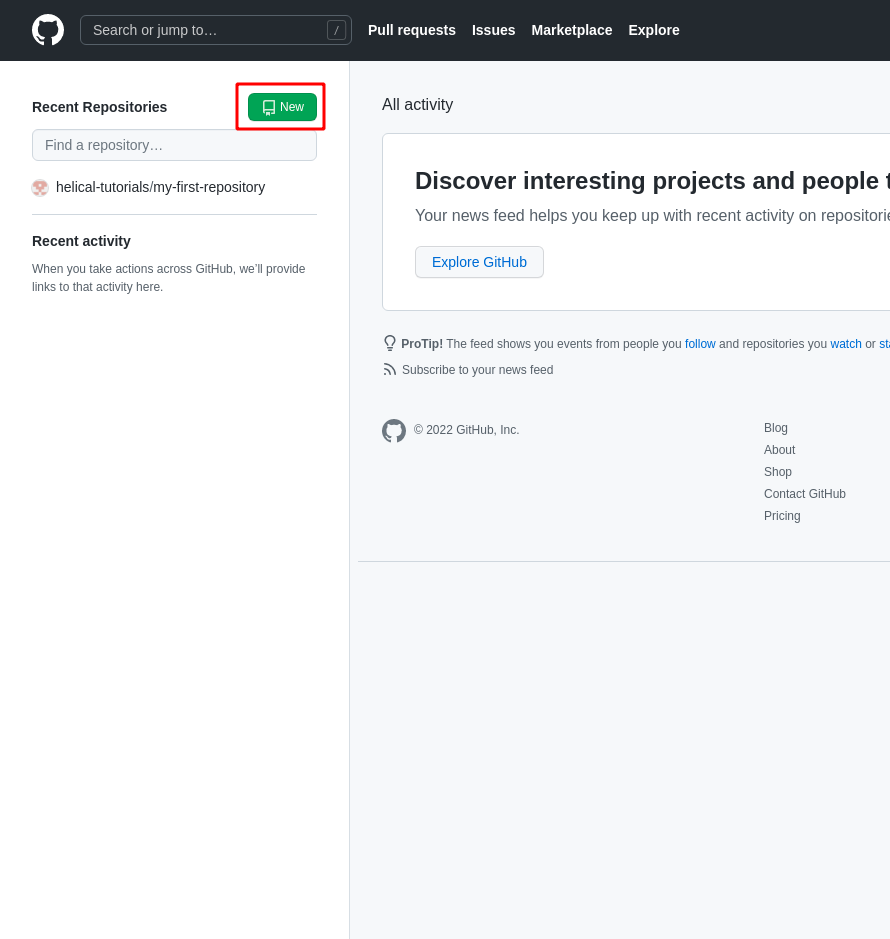 Search or jump to…
/
Pull requests
Issues
Marketplace
Explore
Recent Repositories
New
Find a repository…
helical-tutorials/my-first-repository
Recent activity
When you take actions across GitHub, we’ll provide
links to that activity here.
All activity
Discover interesting projects and people t
Your news feed helps you keep up with recent activity on repositorie
Explore GitHub
ProTip! The feed shows you events from people you follow and repositories you watch or sta
Subscribe to your news feed
© 2022 GitHub, Inc.
Blog
About
Shop
Contact GitHub
Pricing